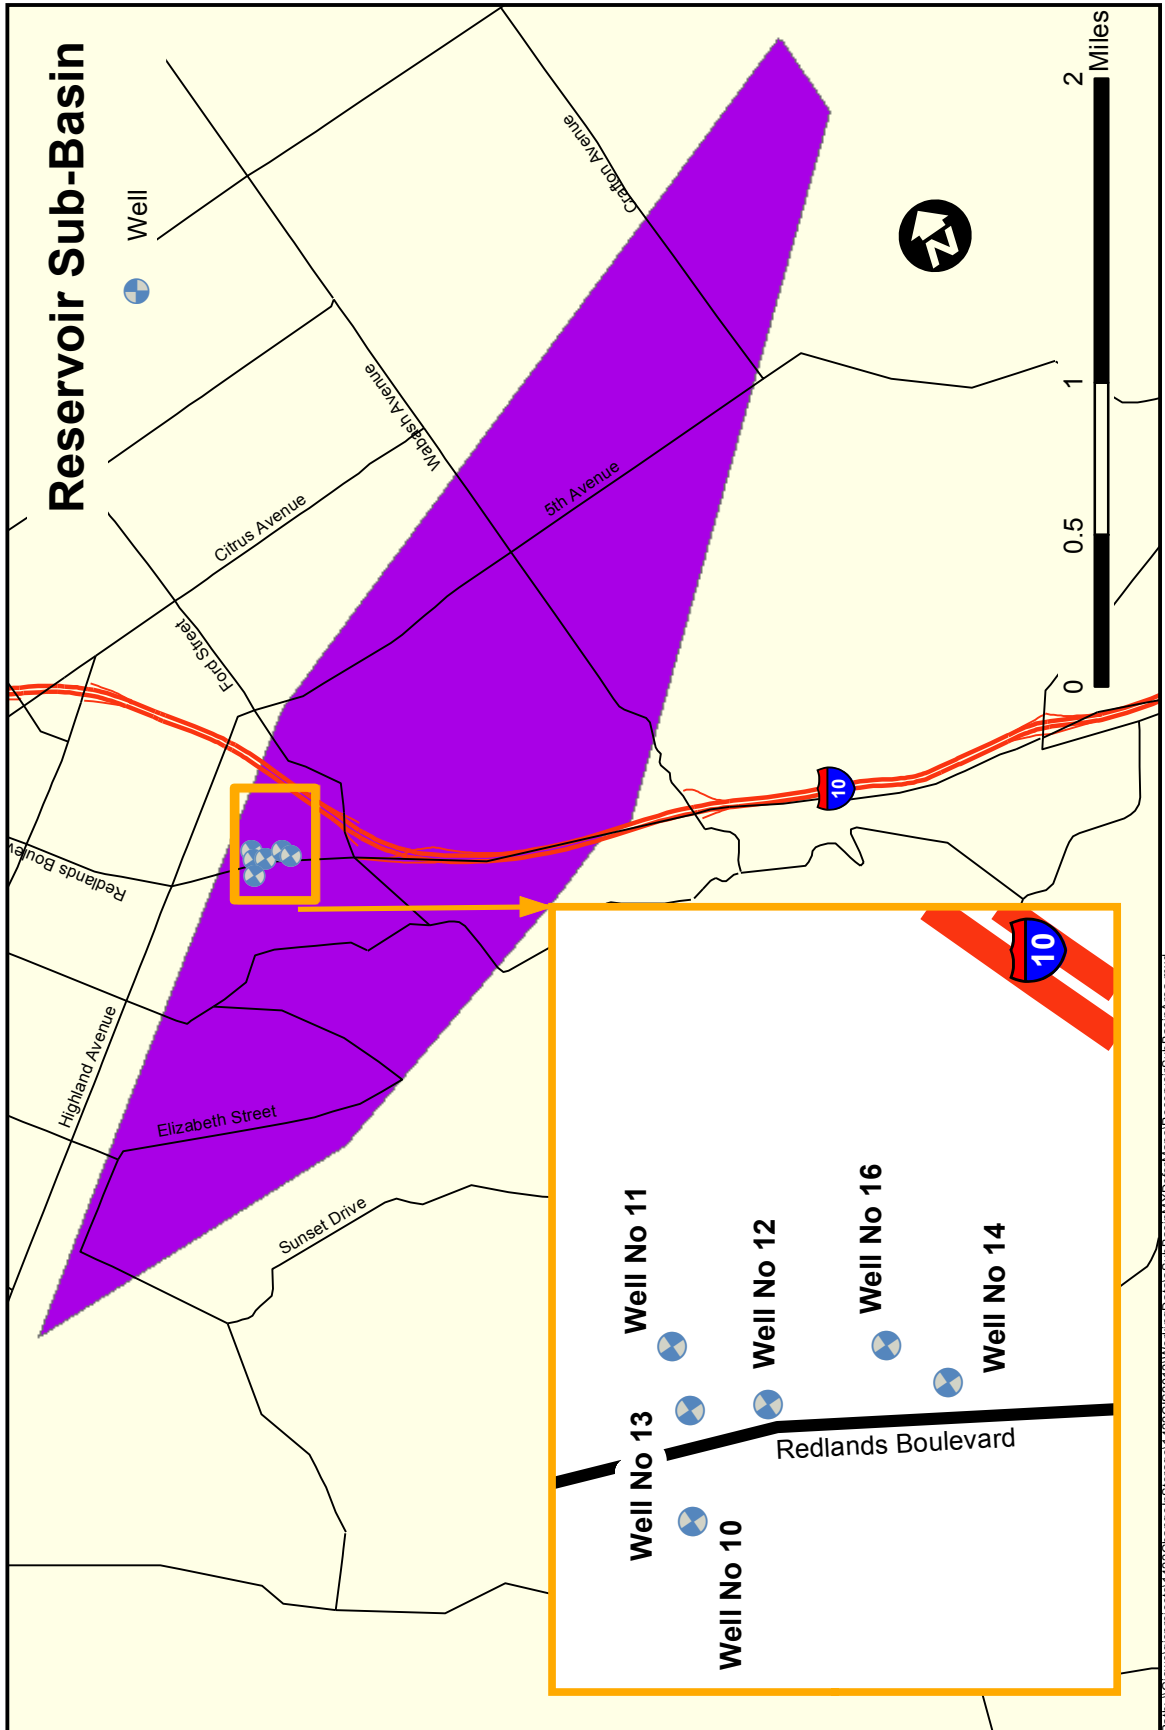 Reservoir Sub-Basin
Well
Crafton Avenue
Wabash Avenue
5th Avenue
Citrus Avenue
Ford Street
Redlands
Highland Avenue
Elizabeth Street
Sunset Drive
10
N
0 0.5 1 2
Miles
10
Well No 11
Well No 12
Well No 16
Well No 14
Well No 13
Well No 10
Redlands Boulevard